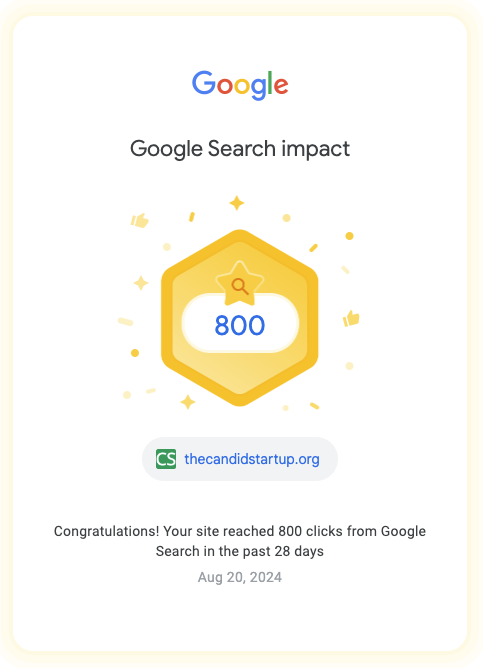 Google
Google Search impact
800
CS thecandidstartup.org
Congratulations! Your site reached 800 clicks from Google
Search in the past 28 days
Aug 20, 2024